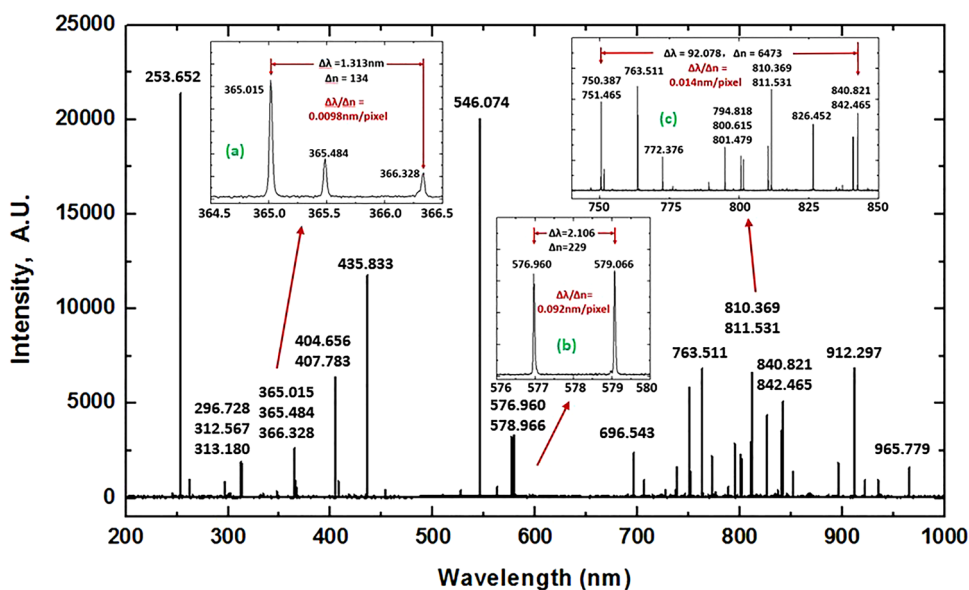 25000
20000
15000
10000
5000
0
Intensity, A.U.
200 300 400 500 600 700 800 900 1000
Wavelength (nm)
253.652
296.728
312.567
313.180
365.015
365.484
366.328
404.656
407.783
435.833
546.074
576.960
578.966
696.543
763.511
810.369
811.531
840.821
842.465
912.297
965.779
Δλ =1.313nm
Δn = 134
Δλ/Δn =
0.0098nm/pixel
365.015
365.484
366.328
(a)
364.5 365.0 365.5 366.0 366.5
Δλ=2.106
Δn=229
576.960 579.066
Δλ/Δn=
0.092nm/pixel
(b)
576 577 578 579 580
Δλ = 92.078, Δn = 6473
Δλ/Δn =
0.014nm/pixel
750.387
751.465
763.511
772.376
794.818
800.615
801.479
810.369
811.531
826.452
840.821
842.465
(c)
750 800 850